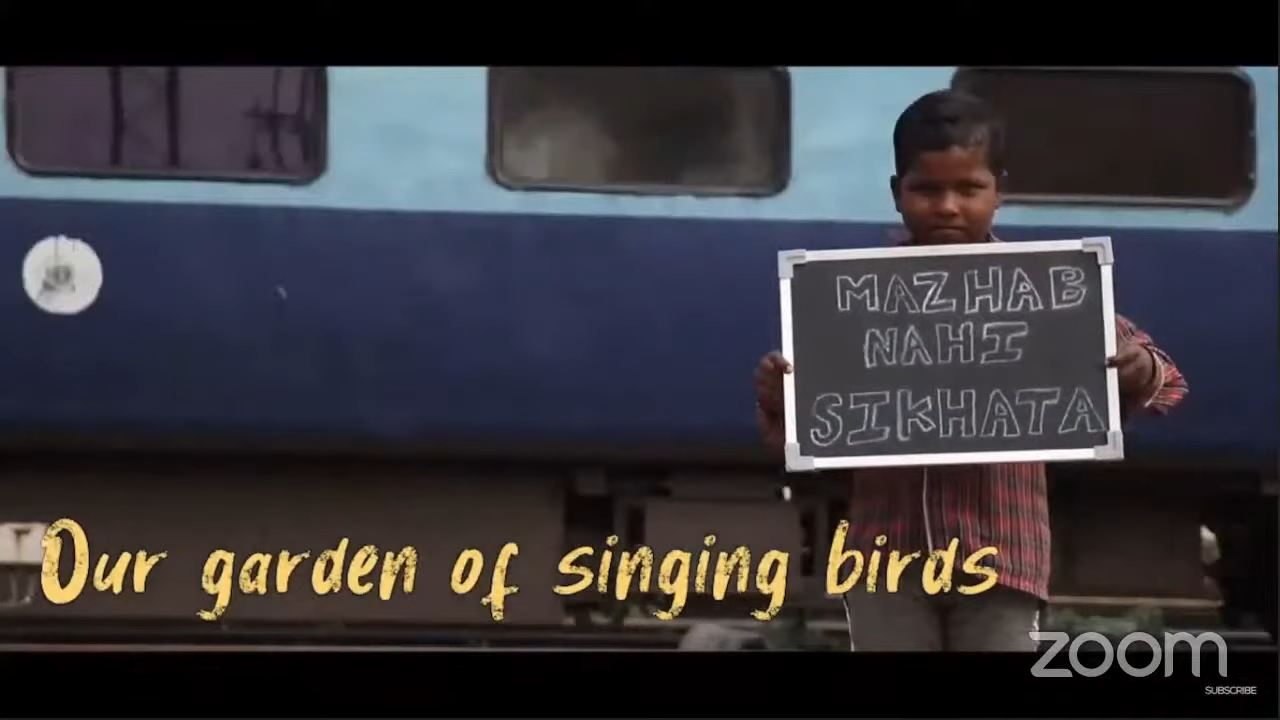 MAZHAB
NAHI
SIKHATA
Our garden of singing birds
zoom
SUBSCRIBE